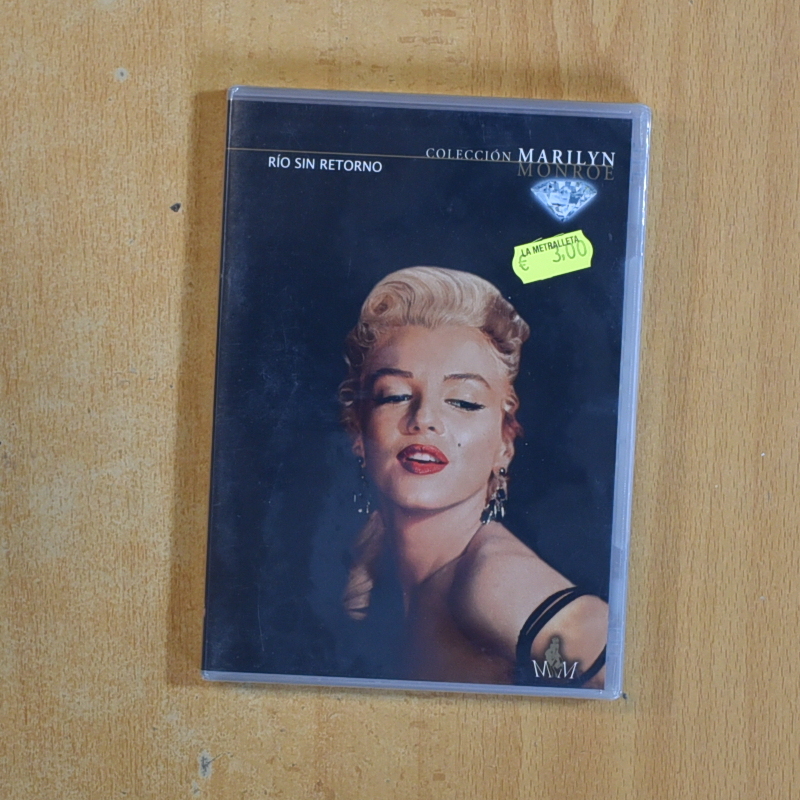 RÍO SIN RETORNO
COLECCIÓN MARILYN
MONROE
LA METRALLETA
€ 3,00
MM